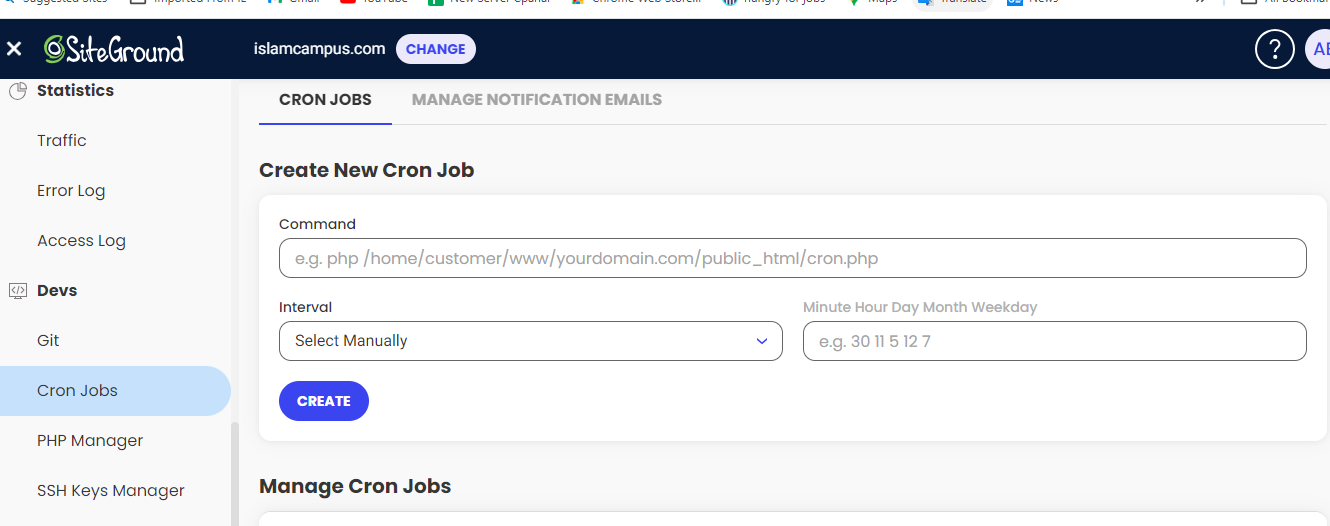 Suggested Sites
Imported From IE
Gmail
YouTube
New Server Cpanal
Chrome Web Store...
Hungry for Jobs
Maps
Translate
News
»
All Bookmar
SiteGround
islamcampus.com
CHANGE
?
AE
Statistics
Traffic
Error Log
Access Log
Devs
Git
Cron Jobs
PHP Manager
SSH Keys Manager
CRON JOBS
MANAGE NOTIFICATION EMAILS
Create New Cron Job
Command
e.g. php /home/customer/www/yourdomain.com/public_html/cron.php
Interval
Select Manually
Minute Hour Day Month Weekday
e.g. 30 11 5 12 7
CREATE
Manage Cron Jobs